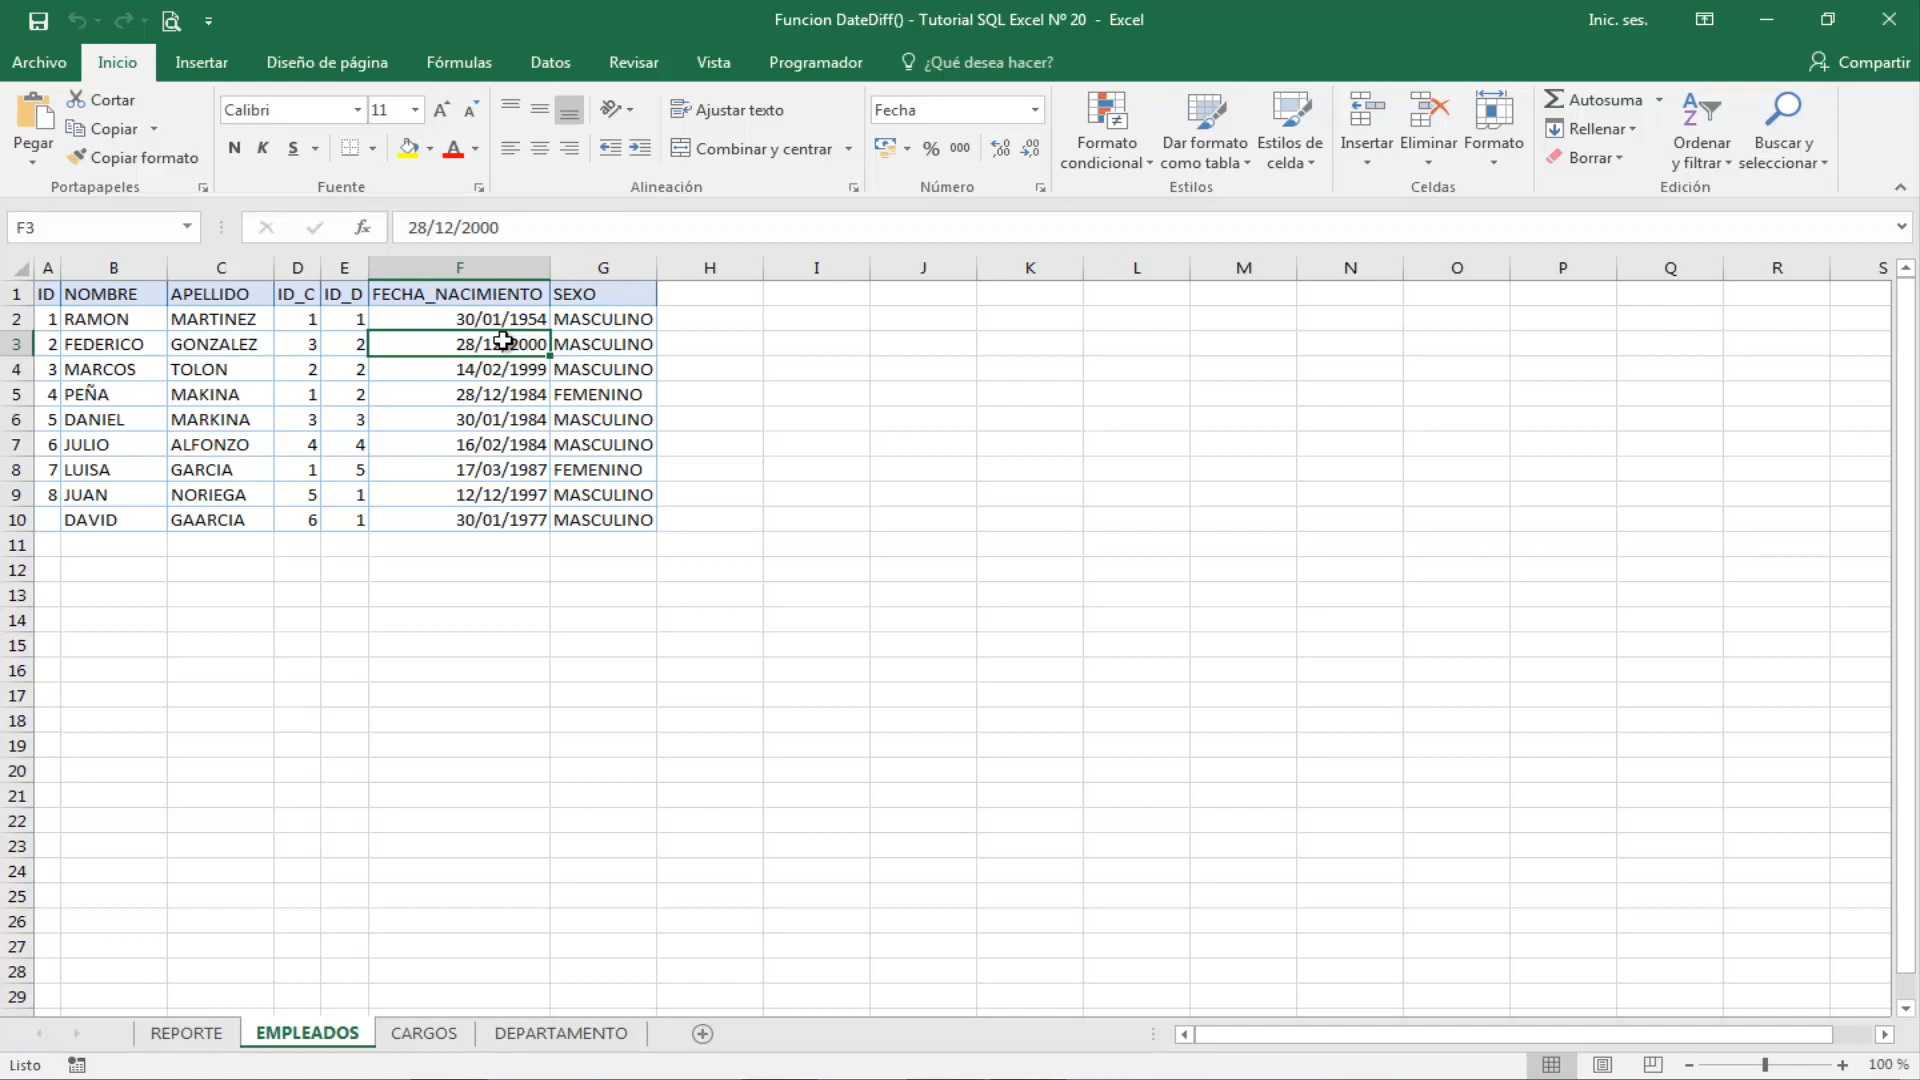 Funcion DateDiff() - Tutorial SQL Excel Nº 20 - Excel
Inic. ses.
Archivo Inicio Insertar Diseño de página Fórmulas Datos Revisar Vista Programador ¿Qué desea hacer? Compartir
Pegar
Cortar
Copiar
Copiar formato
Portapapeles
Calibri 11
N K S A
Fuente
Ajustar texto
Combinar y centrar
Alineación
Fecha
% 000
Número
Formato condicional
Dar formato como tabla
Estilos de celda
Estilos
Insertar Eliminar Formato
Celdas
Autosuma
Rellenar
Borrar
Ordenar y filtrar
Buscar y seleccionar
Edición
F3 fx 28/12/2000
A B C D E F G H I J K L M N O P Q R S
1 ID NOMBRE APELLIDO ID_C ID_D FECHA_NACIMIENTO SEXO
2 1 RAMON MARTINEZ 1 1 30/01/1954 MASCULINO
3 2 FEDERICO GONZALEZ 3 2 28/12/2000 MASCULINO
4 3 MARCOS TOLON 2 2 14/02/1999 MASCULINO
5 4 PEÑA MAKINA 1 2 28/12/1984 FEMENINO
6 5 DANIEL MARKINA 3 3 30/01/1984 MASCULINO
7 6 JULIO ALFONZO 4 4 16/02/1984 MASCULINO
8 7 LUISA GARCIA 1 5 17/03/1987 FEMENINO
9 8 JUAN NORIEGA 5 1 12/12/1997 MASCULINO
10 DAVID GAARCIA 6 1 30/01/1977 MASCULINO
11
12
13
14
15
16
17
18
19
20
21
22
23
24
25
26
27
28
29
REPORTE EMPLEADOS CARGOS DEPARTAMENTO
Listo 100 %